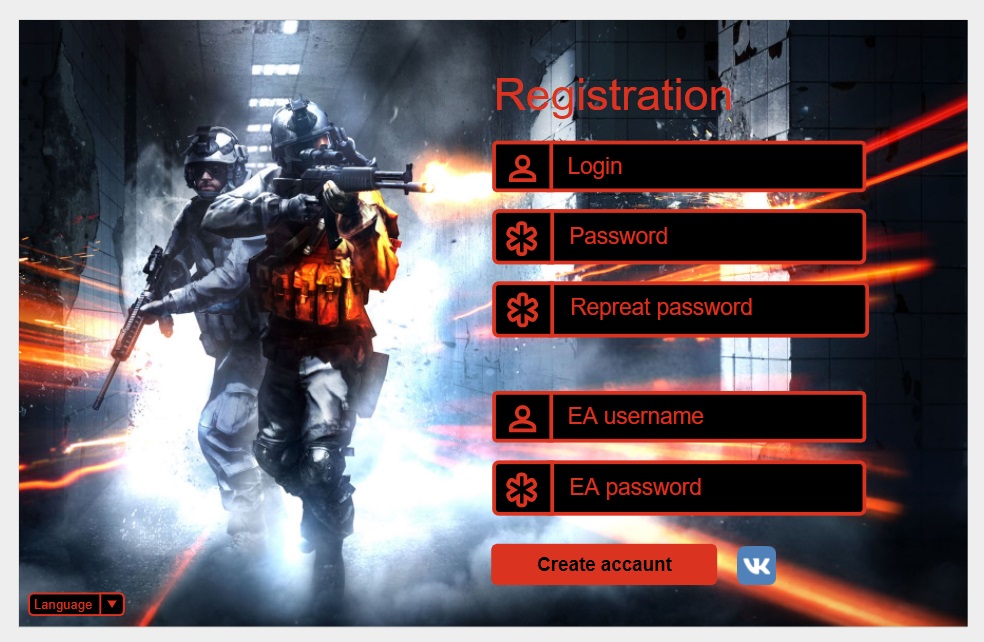 Registration
Login
Password
Repreat password
EA username
EA password
Create accaunt
Language